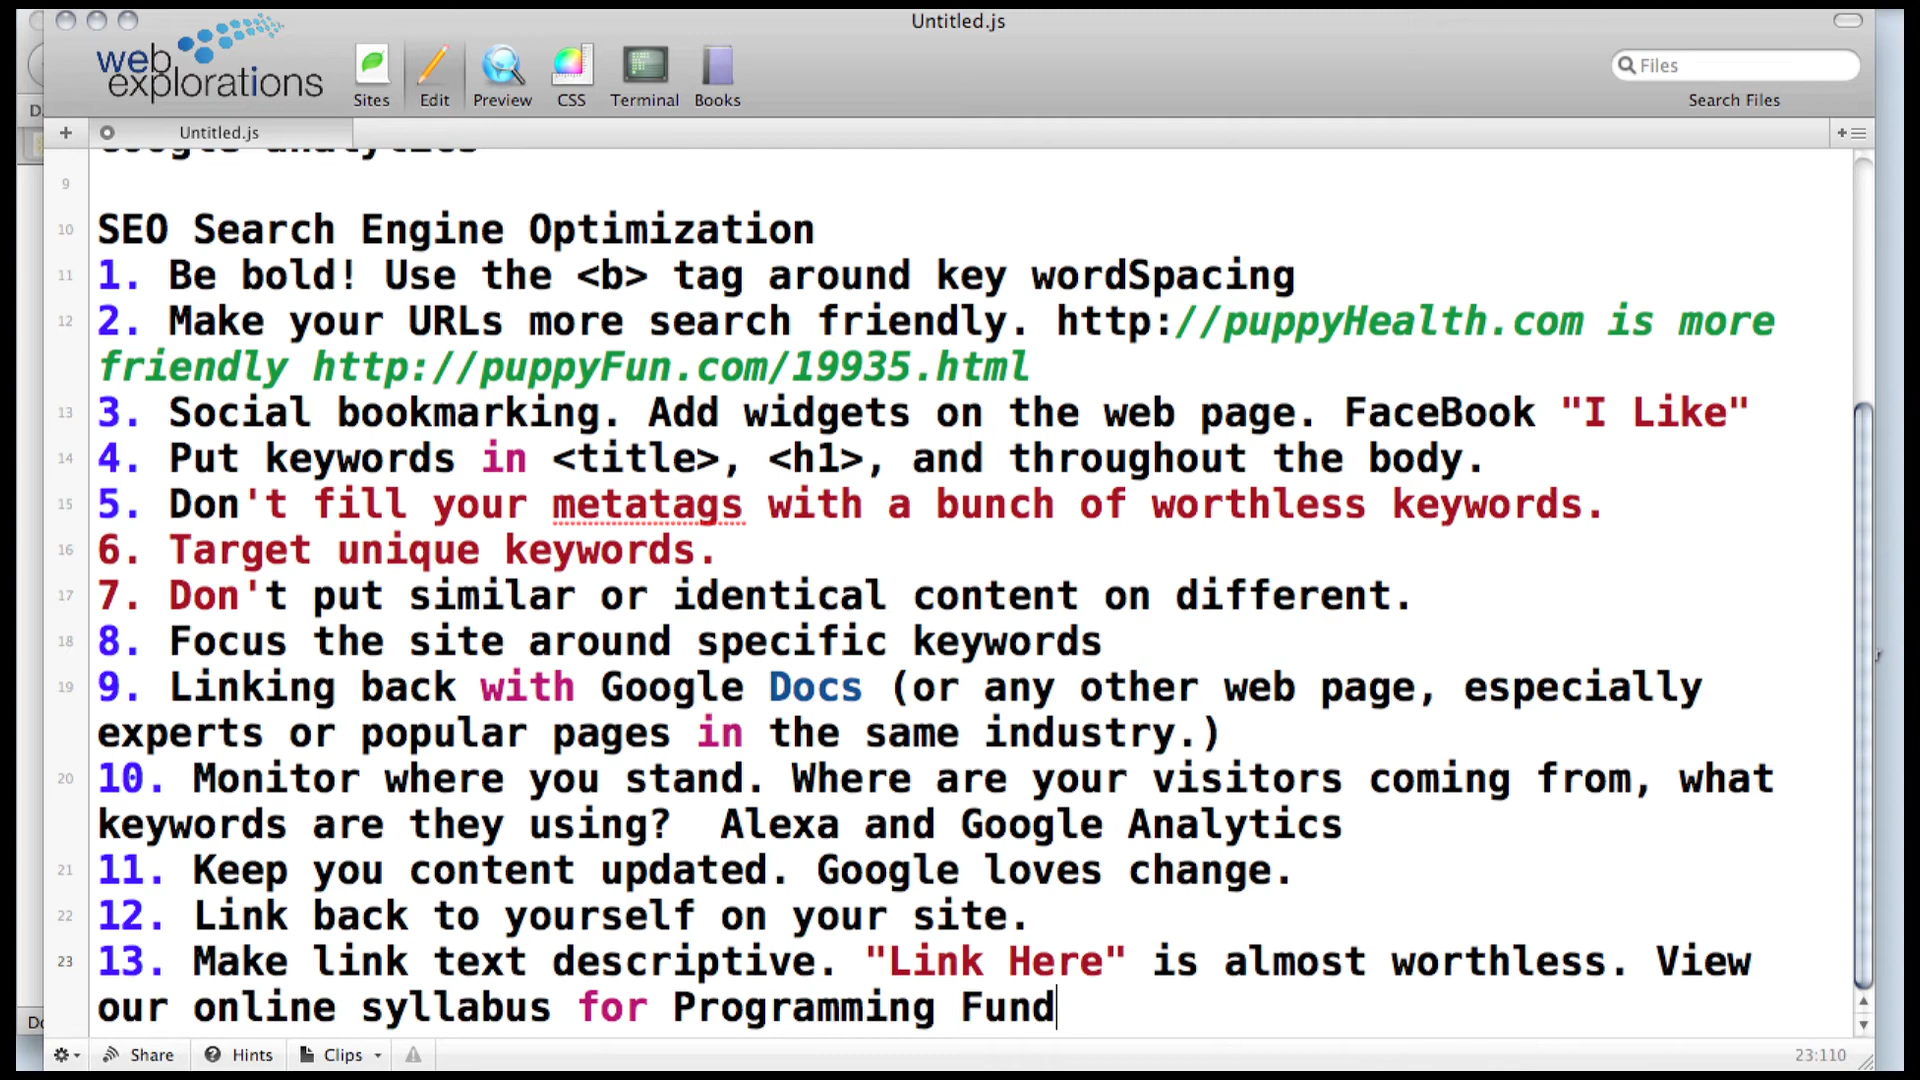 Untitled.js
web
explorations
Sites
Edit
Preview
CSS
Terminal
Books
Files
Search Files
Untitled.js
9
10 SEO Search Engine Optimization
11 1. Be bold! Use the <b> tag around key wordSpacing
12 2. Make your URLs more search friendly. http://puppyHealth.com is more
friendly http://puppyFun.com/19935.html
13 3. Social bookmarking. Add widgets on the web page. FaceBook "I Like"
14 4. Put keywords in <title>, <h1>, and throughout the body.
15 5. Don't fill your metatags with a bunch of worthless keywords.
16 6. Target unique keywords.
17 7. Don't put similar or identical content on different.
18 8. Focus the site around specific keywords
19 9. Linking back with Google Docs (or any other web page, especially
experts or popular pages in the same industry.)
20 10. Monitor where you stand. Where are your visitors coming from, what
keywords are they using?  Alexa and Google Analytics
21 11. Keep you content updated. Google loves change.
22 12. Link back to yourself on your site.
23 13. Make link text descriptive. "Link Here" is almost worthless. View
our online syllabus for Programming Fund
Share
Hints
Clips
23:110